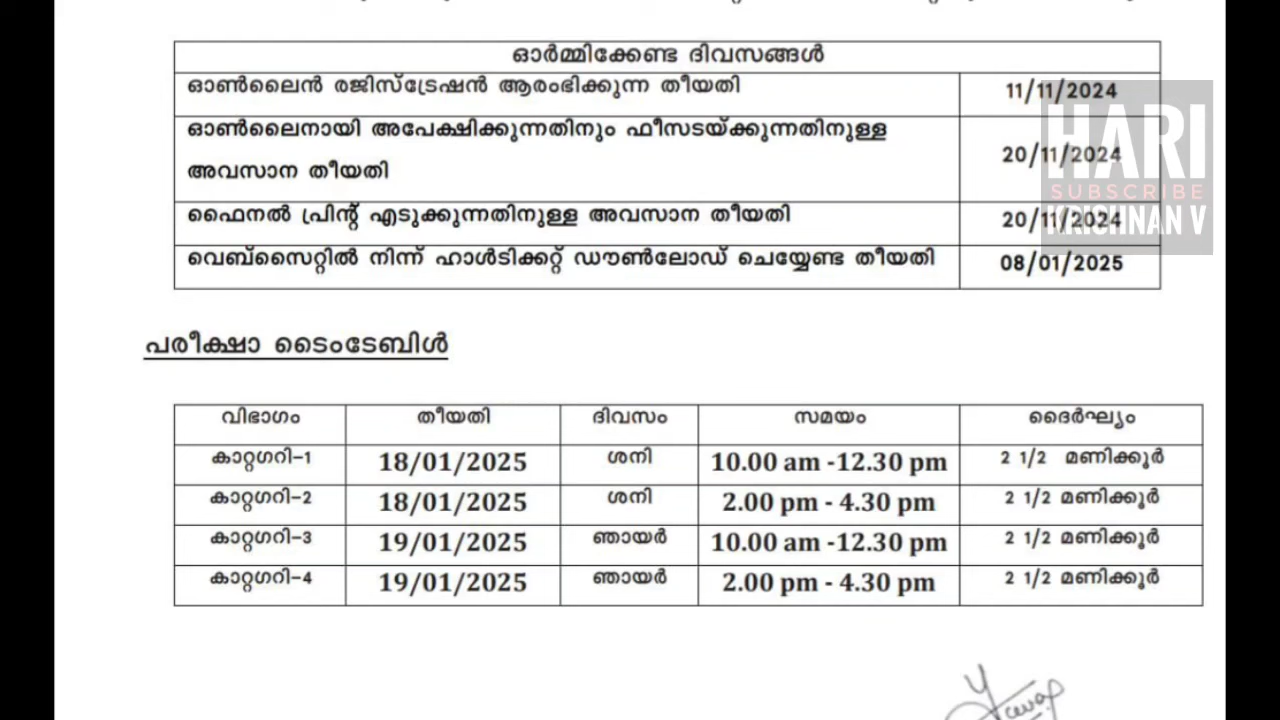 ഓർമ്മിക്കേണ്ട ദിവസങ്ങൾ
ഓൺലൈൻ രജിസ്ട്രേഷൻ ആരംഭിക്കുന്ന തീയതി 11/11/2024
ഓൺലൈനായി അപേക്ഷിക്കുന്നതിനും ഫീസടയ്ക്കുന്നതിനുള്ള
അവസാന തീയതി 20/11/2024
ഫൈനൽ പ്രിന്റ് എടുക്കുന്നതിനുള്ള അവസാന തീയതി 20/11/2024
വെബ്സൈറ്റിൽ നിന്ന് ഹാൾടിക്കറ്റ് ഡൗൺലോഡ് ചെയ്യേണ്ട തീയതി 08/01/2025
HARI
SUBSCRIBE
KRISHNAN V
പരീക്ഷാ ടൈംടേബിൾ
വിഭാഗം തീയതി ദിവസം സമയം ദൈർഘ്യം
കാറ്റഗറി-1 18/01/2025 ശനി 10.00 am -12.30 pm 2 1/2 മണിക്കൂർ
കാറ്റഗറി-2 18/01/2025 ശനി 2.00 pm - 4.30 pm 2 1/2 മണിക്കൂർ
കാറ്റഗറി-3 19/01/2025 ഞായർ 10.00 am -12.30 pm 2 1/2 മണിക്കൂർ
കാറ്റഗറി-4 19/01/2025 ഞായർ 2.00 pm - 4.30 pm 2 1/2 മണിക്കൂർ